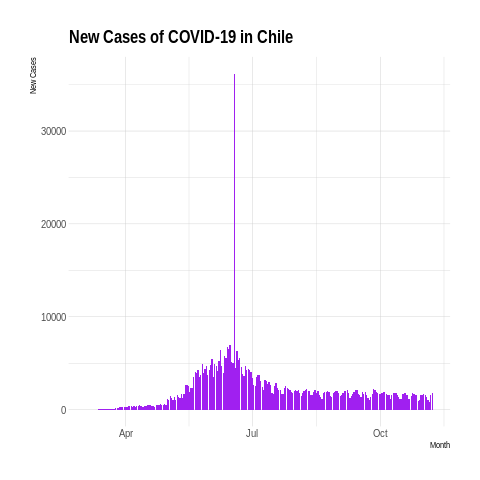 New Cases of COVID-19 in Chile
New Cases
30000
20000
10000
0
Apr Jul Oct
Month